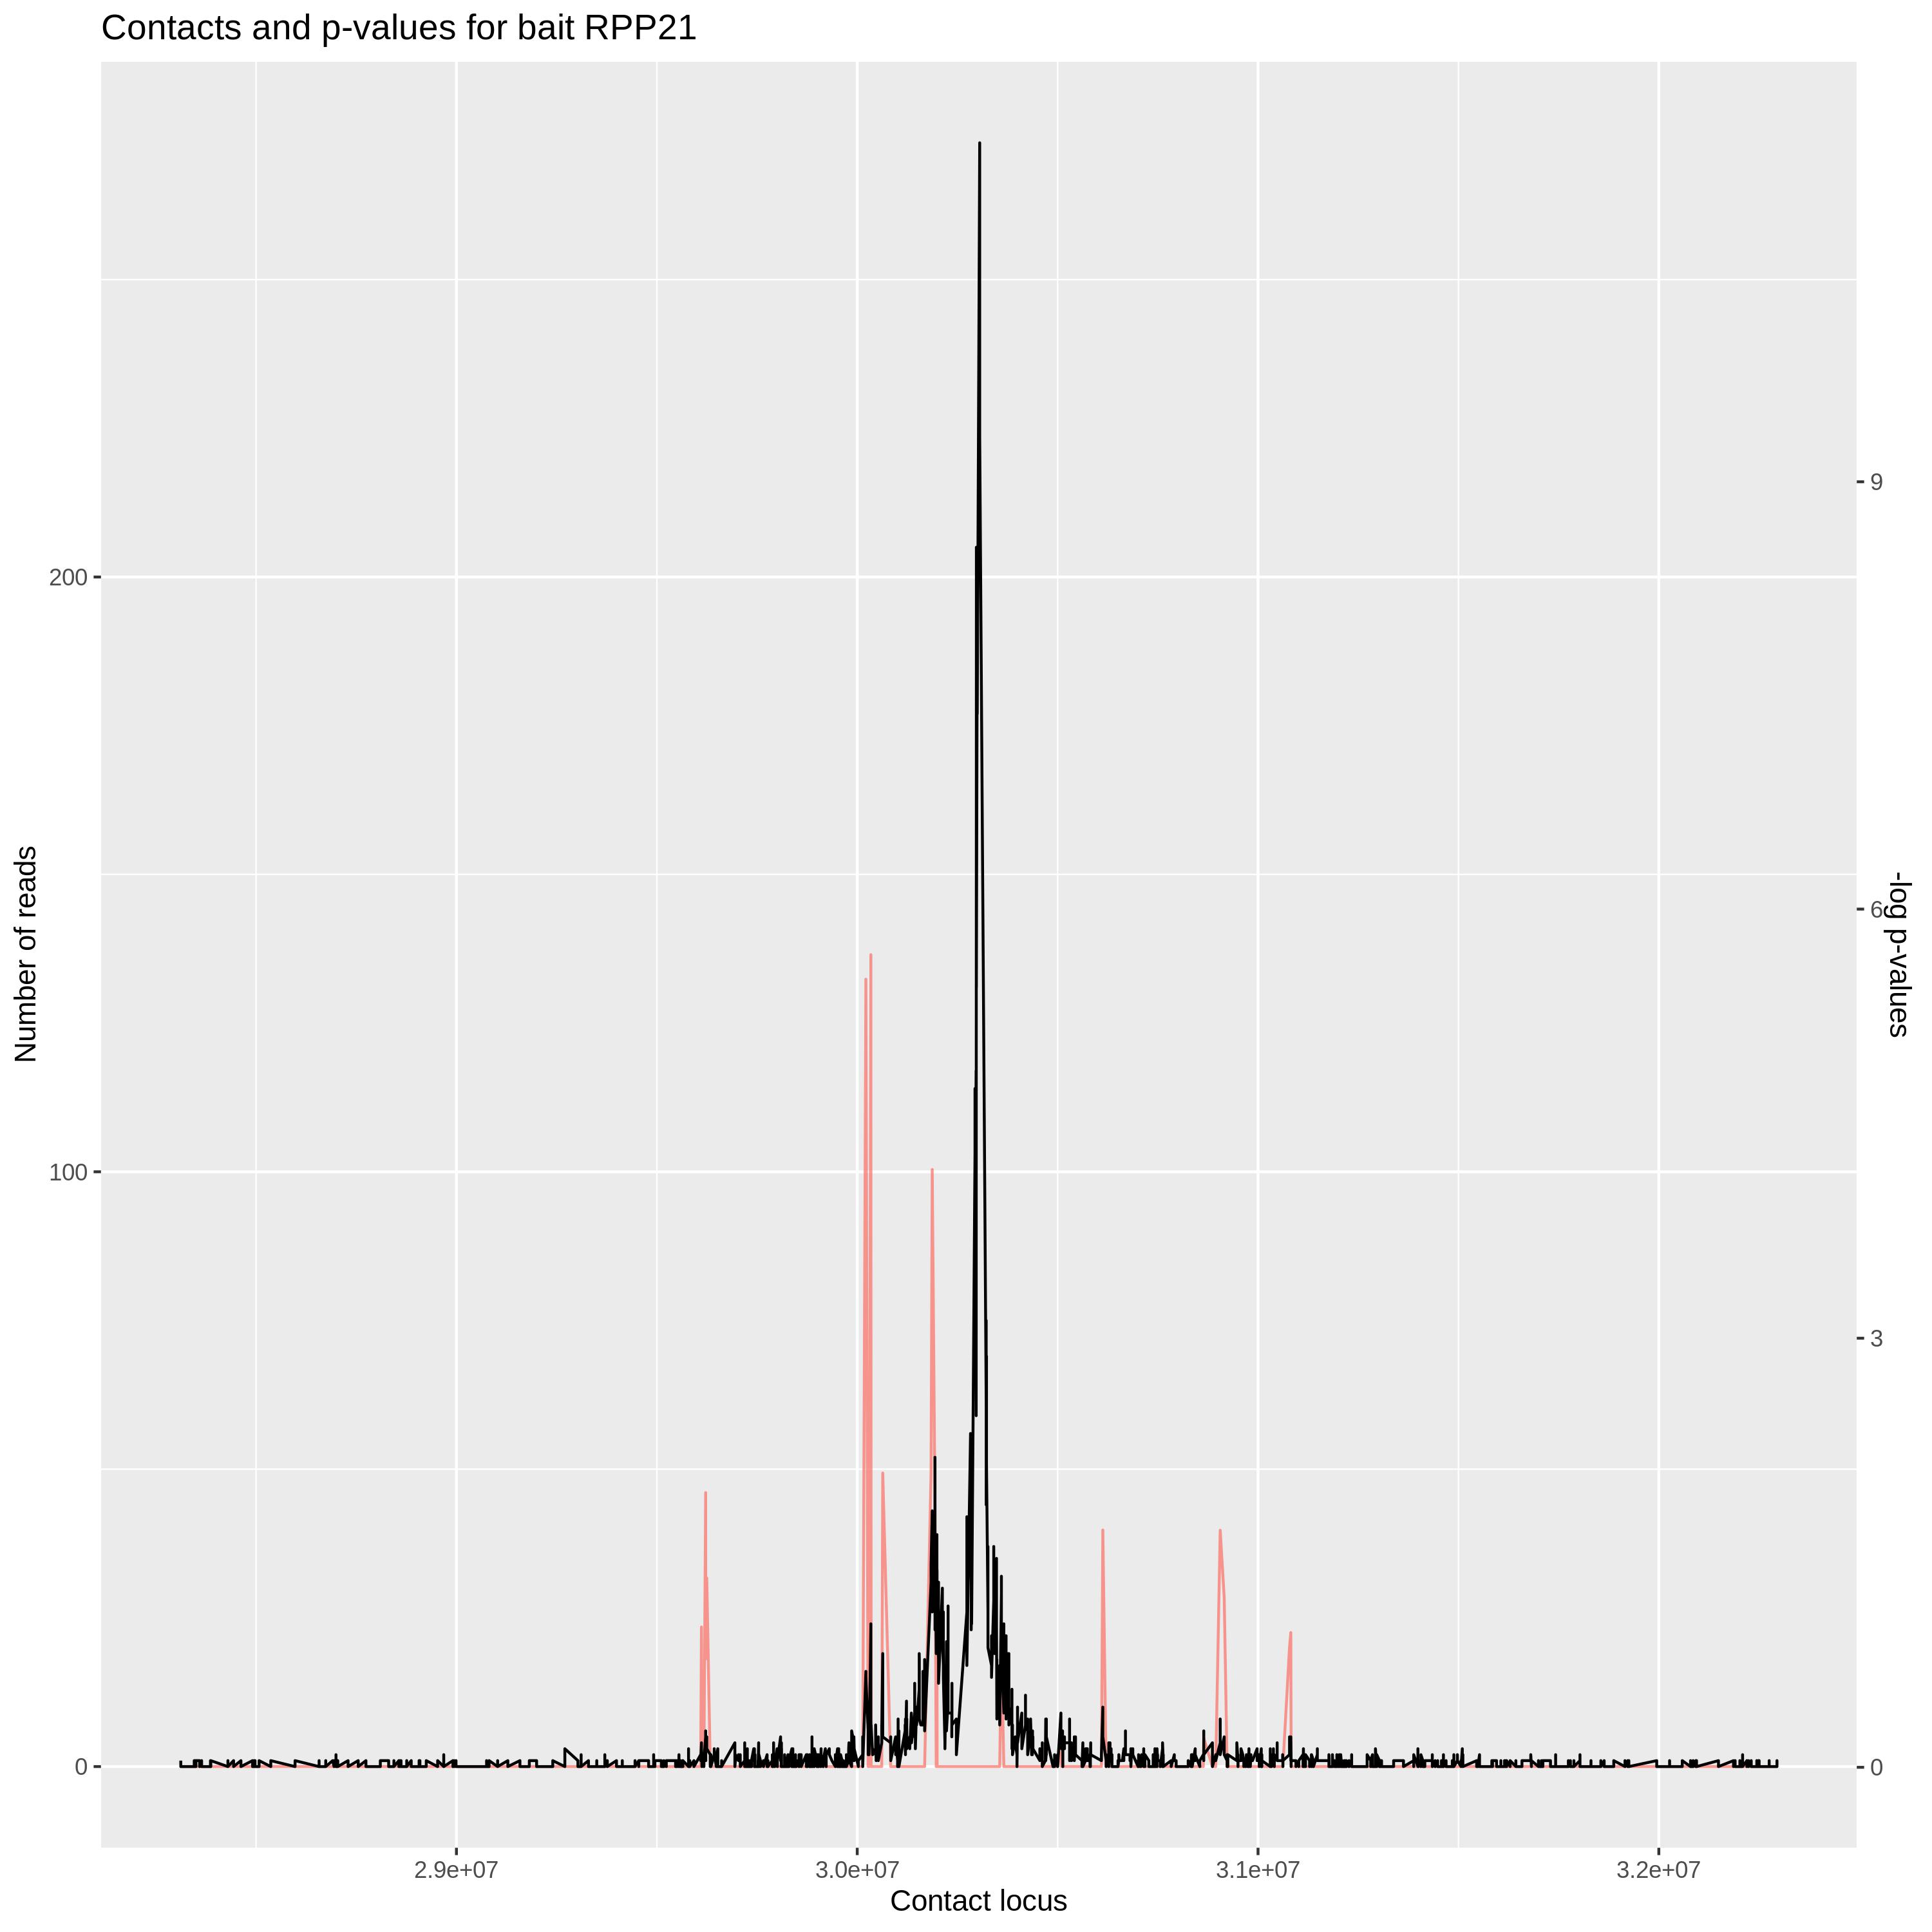 Contacts and p-values for bait RPP21
Number of reads
200
100
0
9
6
3
0
-log p-values
2.9e+07 3.0e+07 3.1e+07 3.2e+07
Contact locus